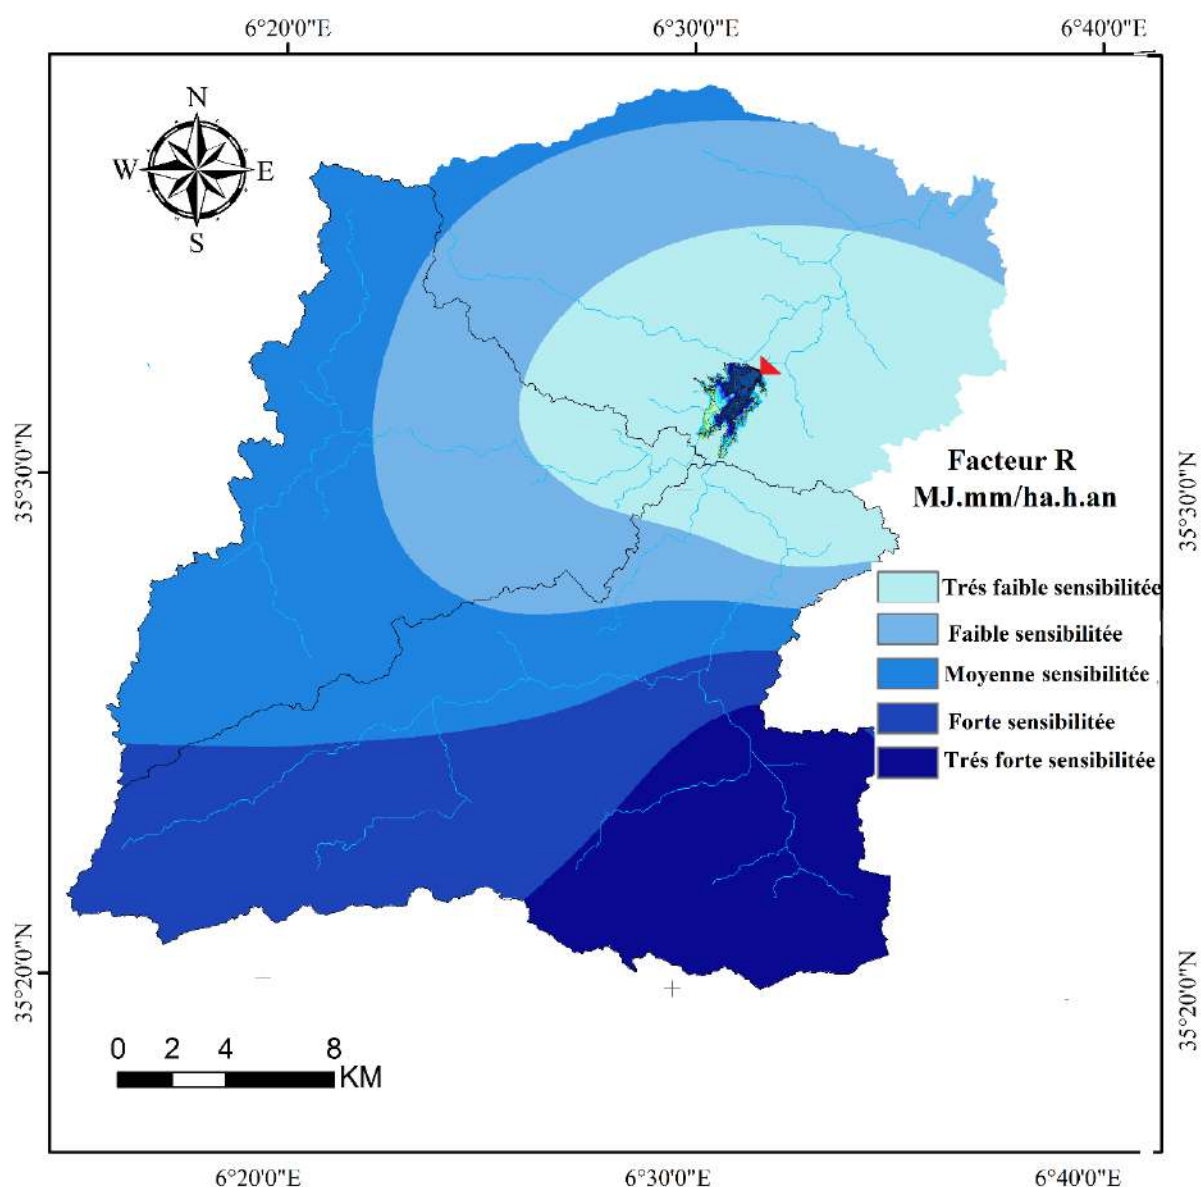 6°20'0"E 6°30'0"E 6°40'0"E
N
W E
S
35°30'0"N
35°30'0"N
Facteur R
MJ.mm/ha.h.an
Trés faible sensibilitée
Faible sensibilitée
Moyenne sensibilitée
Forte sensibilitée
Trés forte sensibilitée
35°20'0"N
35°20'0"N
0 2 4 8
KM
6°20'0"E 6°30'0"E 6°40'0"E